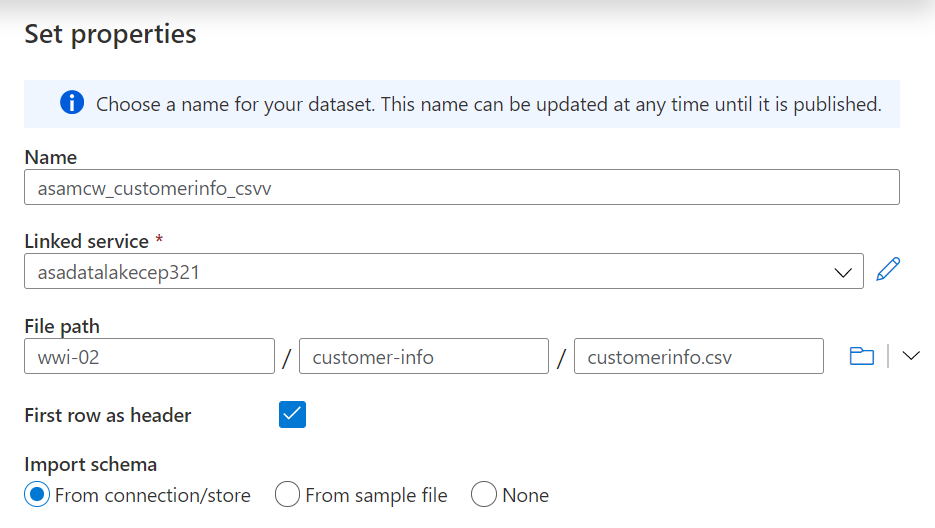 Set properties
Choose a name for your dataset. This name can be updated at any time until it is published.
Name
asamcw_customerinfo_csvv
Linked service *
asadatalakecep321
File path
wwi-02 / customer-info / customerinfo.csv
First row as header
Import schema
From connection/store From sample file None